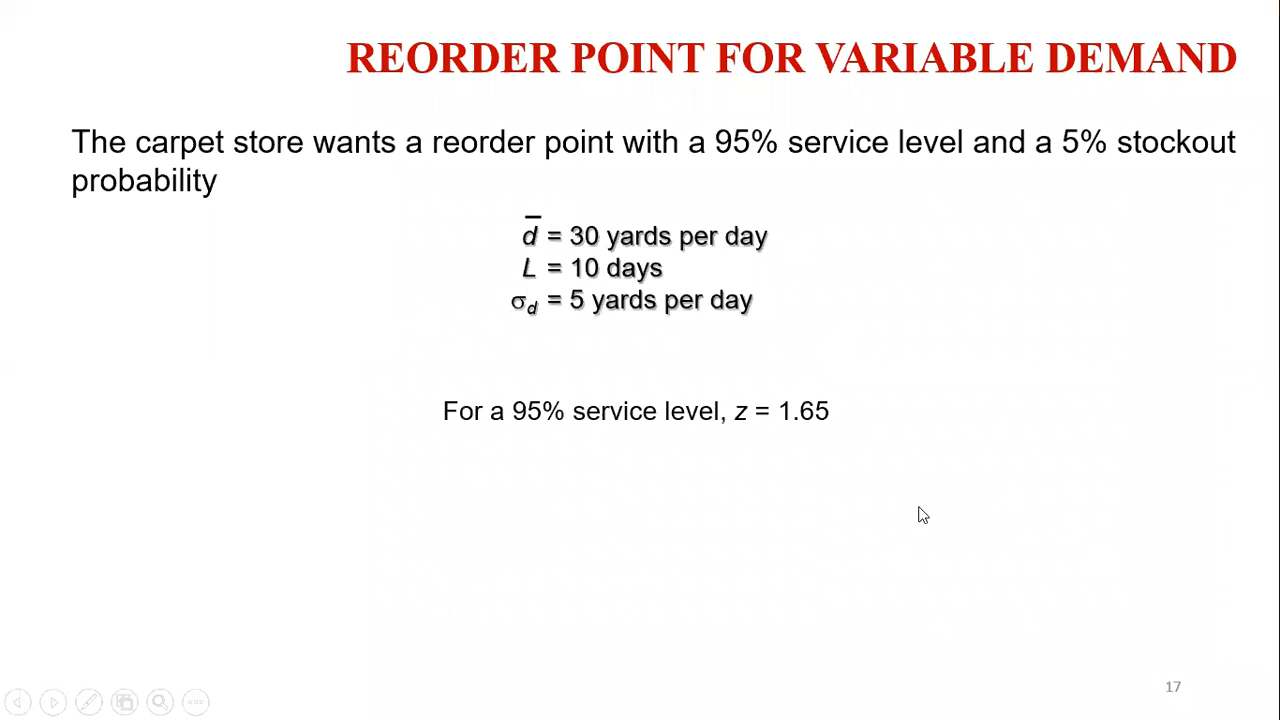 REORDER POINT FOR VARIABLE DEMAND
The carpet store wants a reorder point with a 95% service level and a 5% stockout
probability
d̅ = 30 yards per day
L = 10 days
σd = 5 yards per day
For a 95% service level, z = 1.65
17